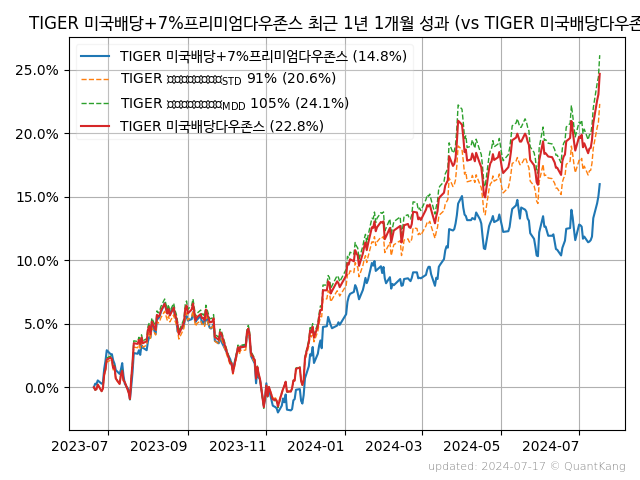 TIGER 미국배당+7%프리미엄다우존스 최근 1년 1개월 성과 (vs TIGER 미국배당다우존
TIGER 미국배당+7%프리미엄다우존스 (14.8%)
TIGER STD 91% (20.6%)
TIGER MDD 105% (24.1%)
TIGER 미국배당다우존스 (22.8%)
25.0%
20.0%
15.0%
10.0%
5.0%
0.0%
2023-07 2023-09 2023-11 2024-01 2024-03 2024-05 2024-07
updated: 2024-07-17 © QuantKang